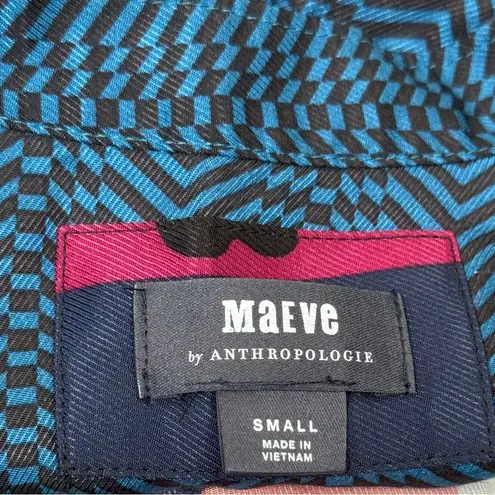 MaEve
by ANTHROPOLOGIE
SMALL
MADE IN
VIETNAM